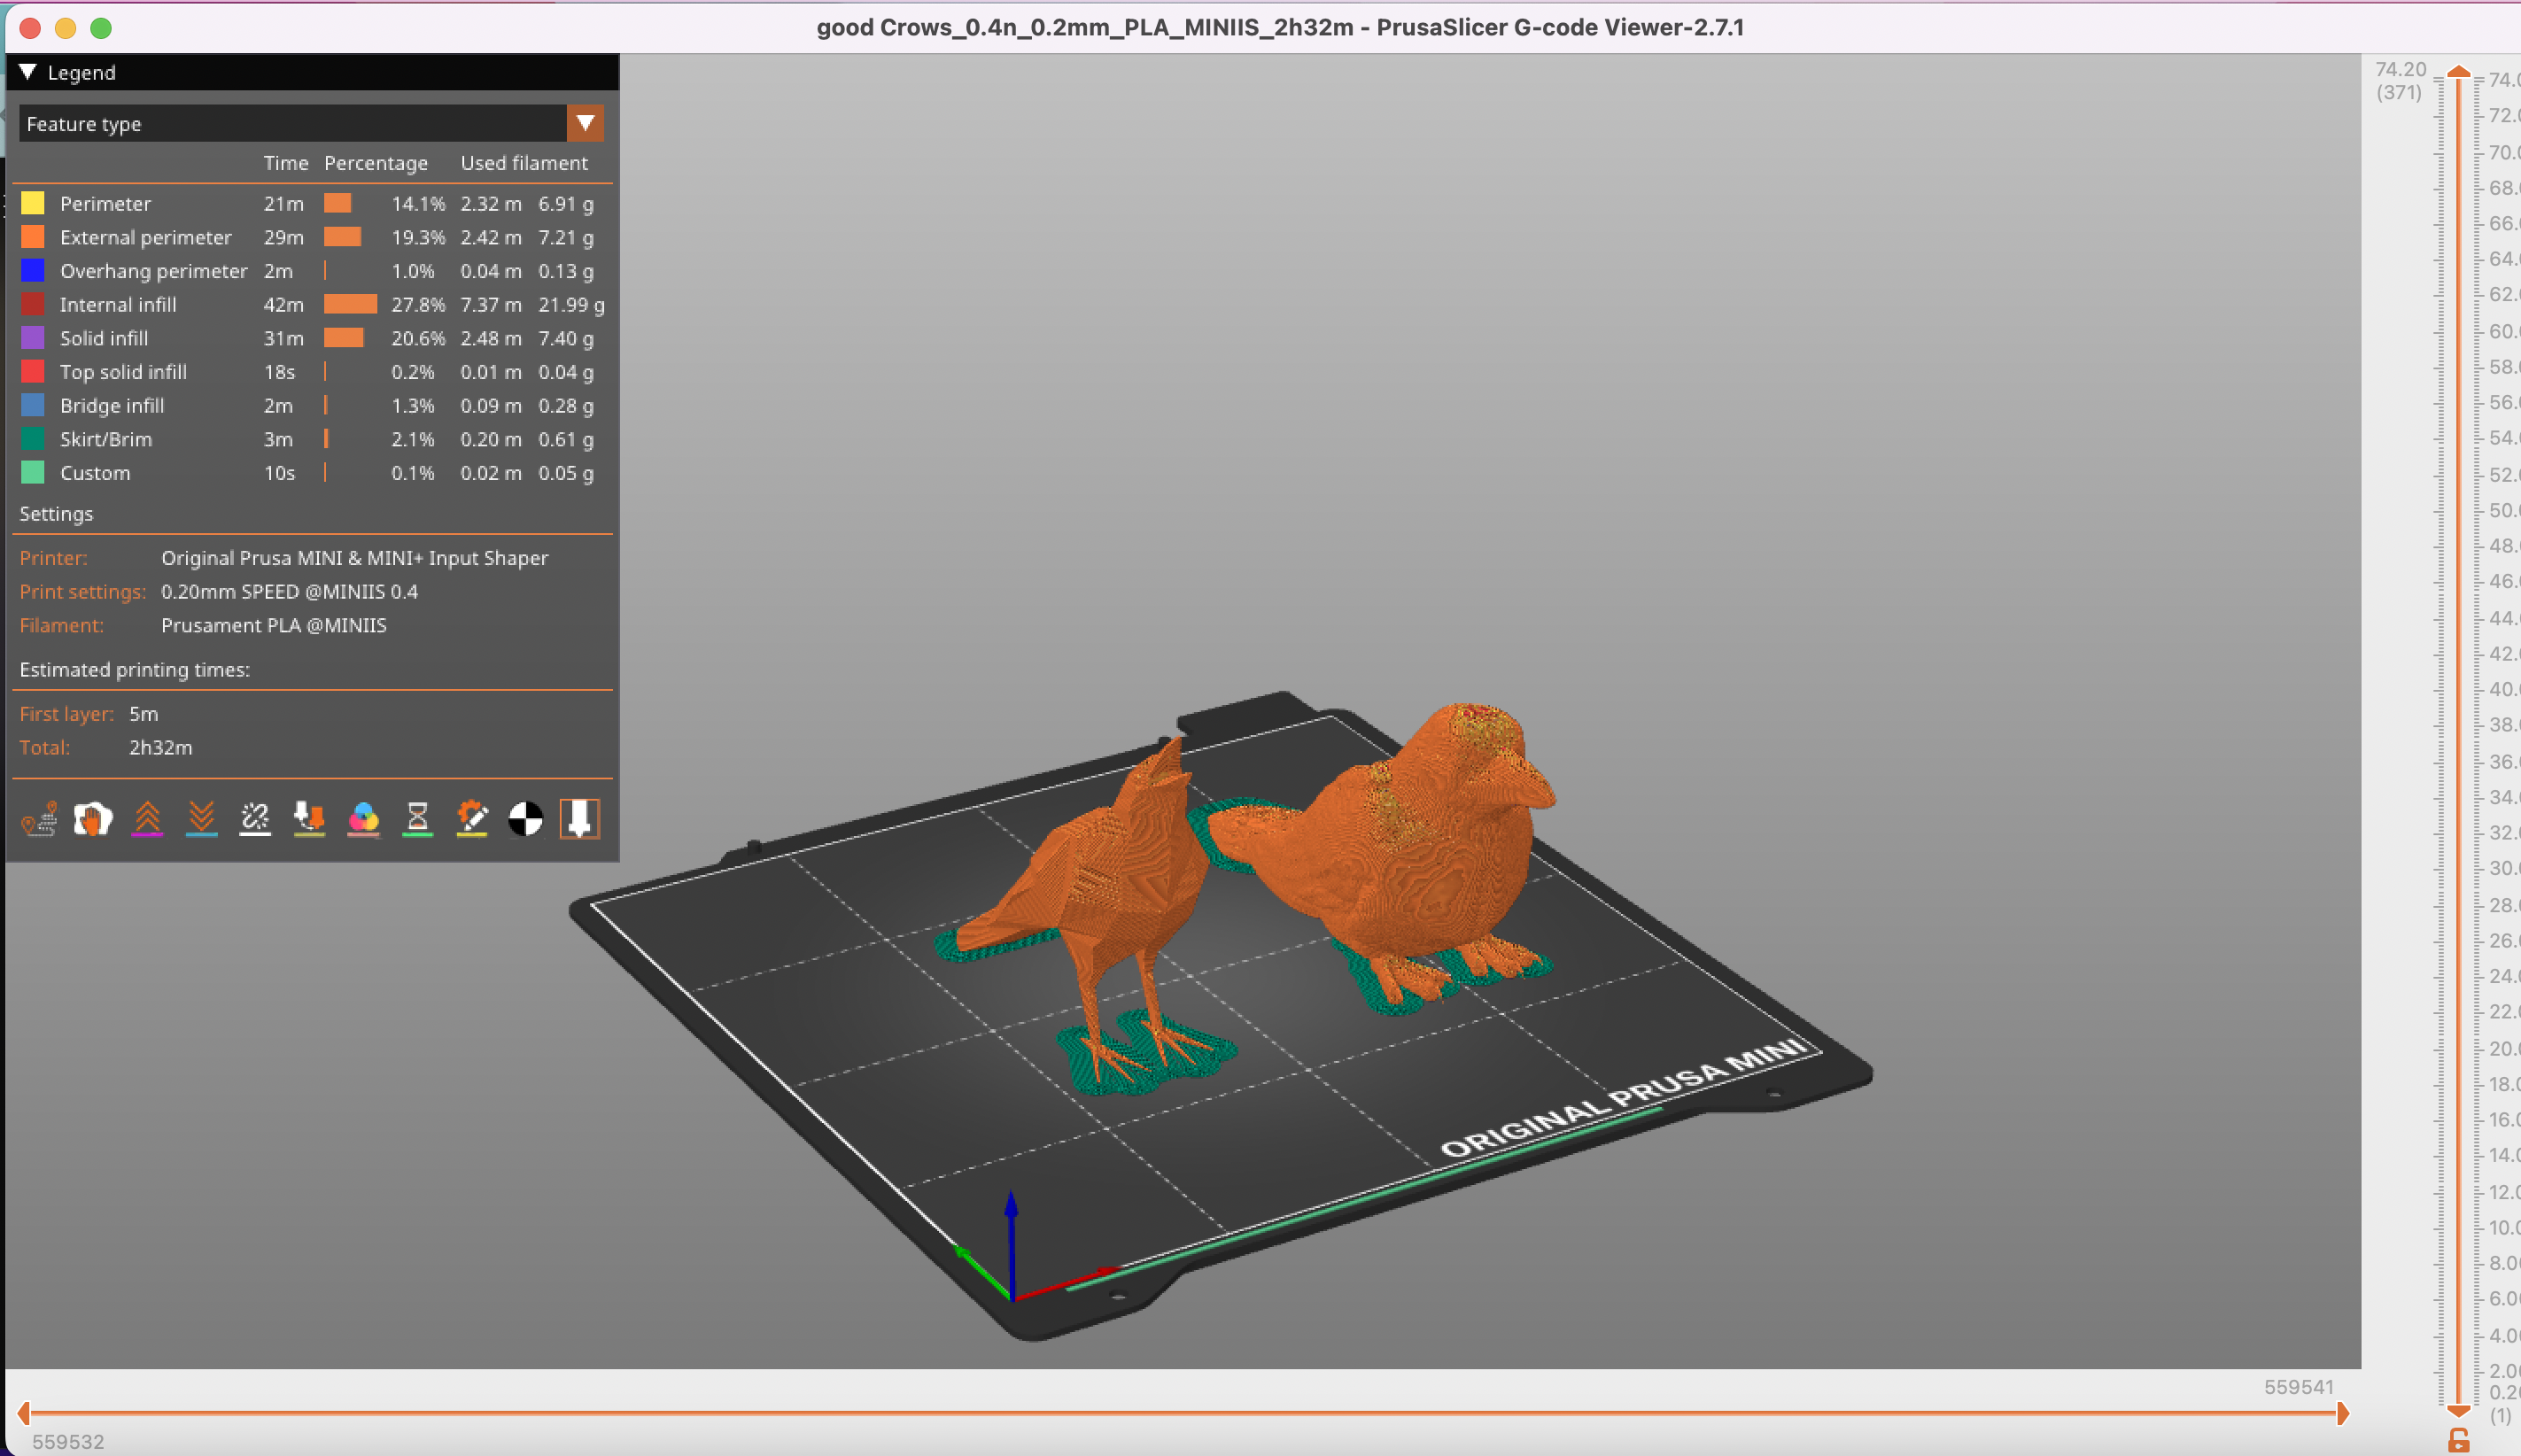 good Crows_0.4n_0.2mm_PLA_MINIIS_2h32m - PrusaSlicer G-code Viewer-2.7.1
Legend
Feature type
Time Percentage Used filament
Perimeter 21m 14.1% 2.32 m 6.91 g
External perimeter 29m 19.3% 2.42 m 7.21 g
Overhang perimeter 2m 1.0% 0.04 m 0.13 g
Internal infill 42m 27.8% 7.37 m 21.99 g
Solid infill 31m 20.6% 2.48 m 7.40 g
Top solid infill 18s 0.2% 0.01 m 0.04 g
Bridge infill 2m 1.3% 0.09 m 0.28 g
Skirt/Brim 3m 2.1% 0.20 m 0.61 g
Custom 10s 0.1% 0.02 m 0.05 g
Settings
Printer: Original Prusa MINI & MINI+ Input Shaper
Print settings: 0.20mm SPEED @MINIIS 0.4
Filament: Prusament PLA @MINIIS
Estimated printing times:
First layer: 5m
Total: 2h32m
ORIGINAL PRUSA MINI
74.20
(371)
74.0
72.0
70.0
68.0
66.0
64.0
62.0
60.0
58.0
56.0
54.0
52.0
50.0
48.0
46.0
44.0
42.0
40.0
38.0
36.0
34.0
32.0
30.0
28.0
26.0
24.0
22.0
20.0
18.0
16.0
14.0
12.0
10.0
8.00
6.00
4.00
2.00
0.20
(1)
559541
559532